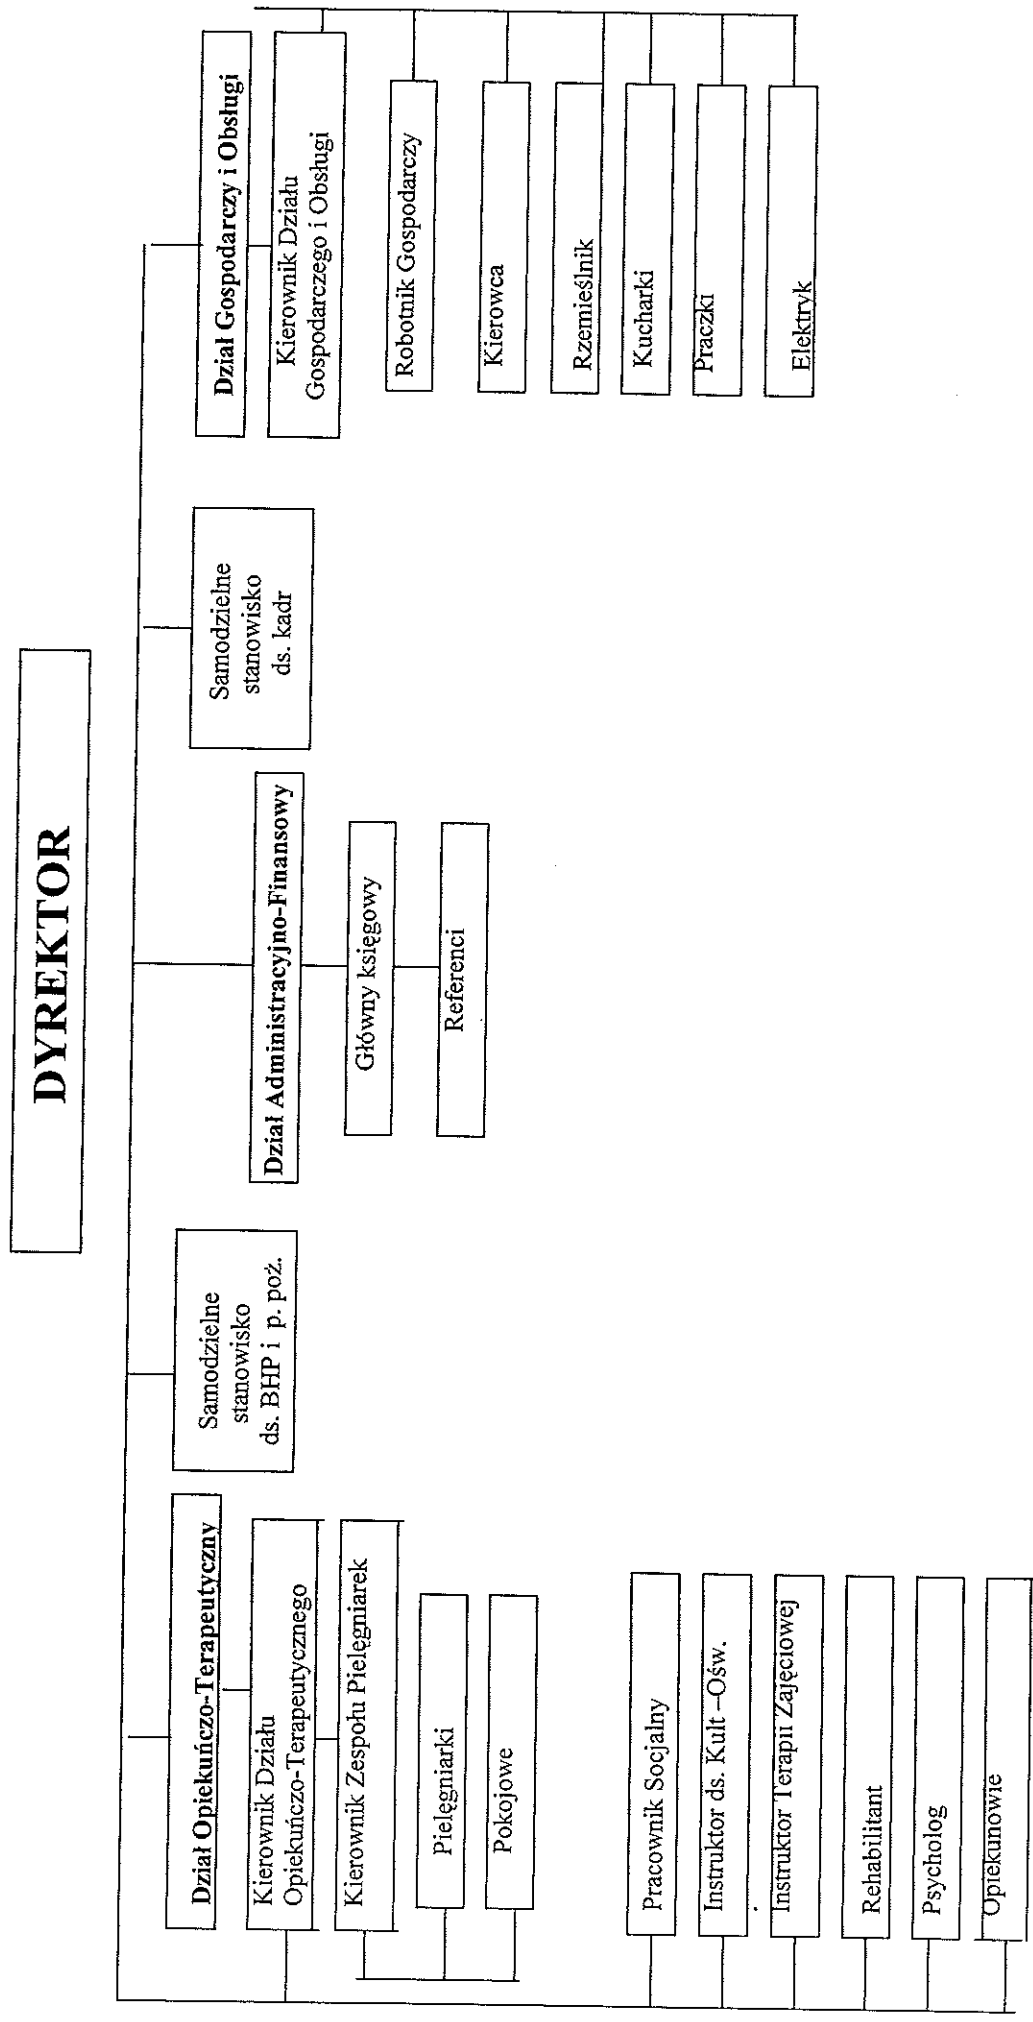 DYREKTOR
Dział Opiekuńczo-Terapeutyczny
Kierownik Działu
Opiekuńczo-Terapeutycznego
Kierownik Zespołu Pielęgniarek
Pielęgniarki
Pokojowe
Pracownik Socjalny
Instruktor ds. Kult –Ośw.
Instruktor Terapii Zajęciowej
Rehabilitant
Psycholog
Opiekunowie
Samodzielne
stanowisko
ds. BHP i p. poż.
Dział Administracyjno-Finansowy
Główny księgowy
Referenci
Samodzielne
stanowisko
ds. kadr
Dział Gospodarczy i Obsługi
Kierownik Działu
Gospodarczego i Obsługi
Robotnik Gospodarczy
Kierowca
Rzemieślnik
Kucharki
Praczki
Elektryk